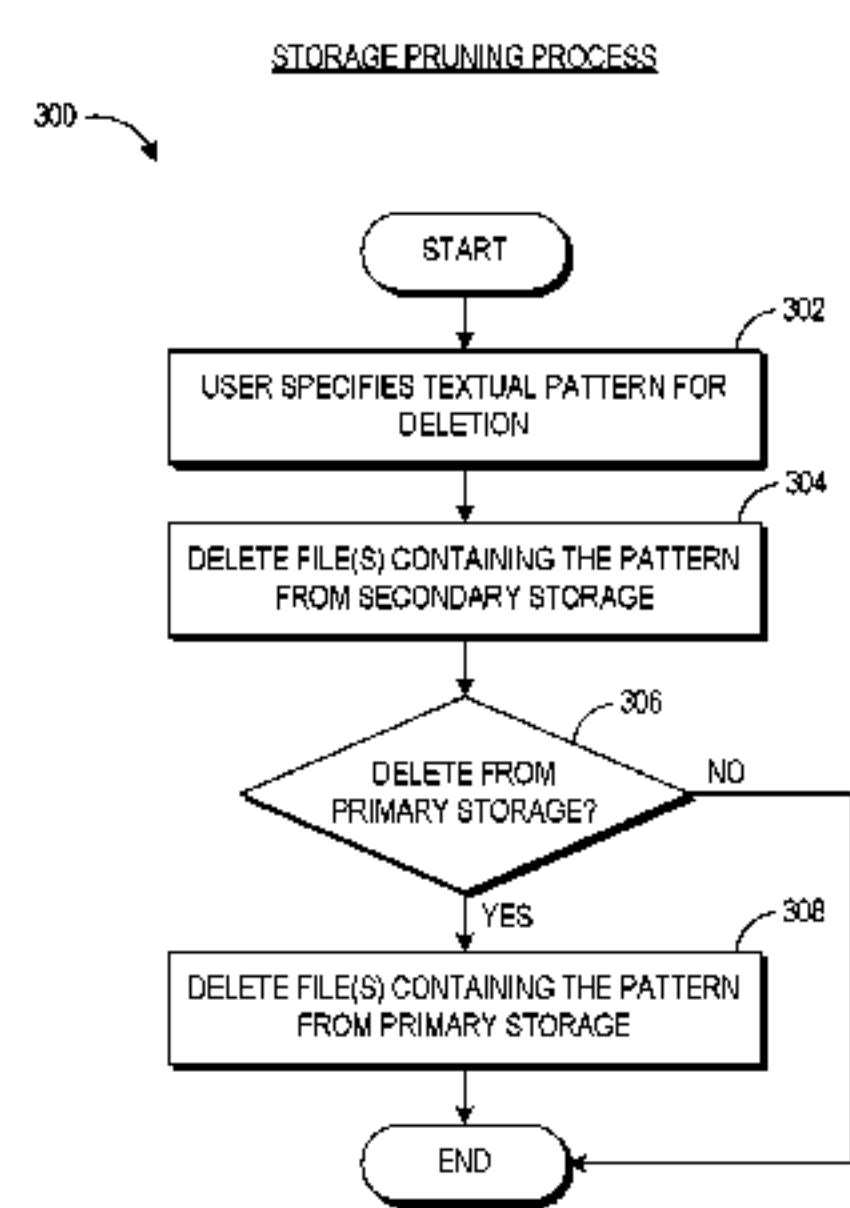 STORAGE PRUNING PROCESS
300
START
302
USER SPECIFIES TEXTUAL PATTERN FOR
DELETION
304
DELETE FILE(S) CONTAINING THE PATTERN
FROM SECONDARY STORAGE
306
DELETE FROM
PRIMARY STORAGE?
NO
YES
308
DELETE FILE(S) CONTAINING THE PATTERN
FROM PRIMARY STORAGE
END